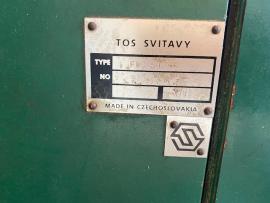 TOS SVITAVY
TYPE
NO
MADE IN CZECHOSLOVAKIA